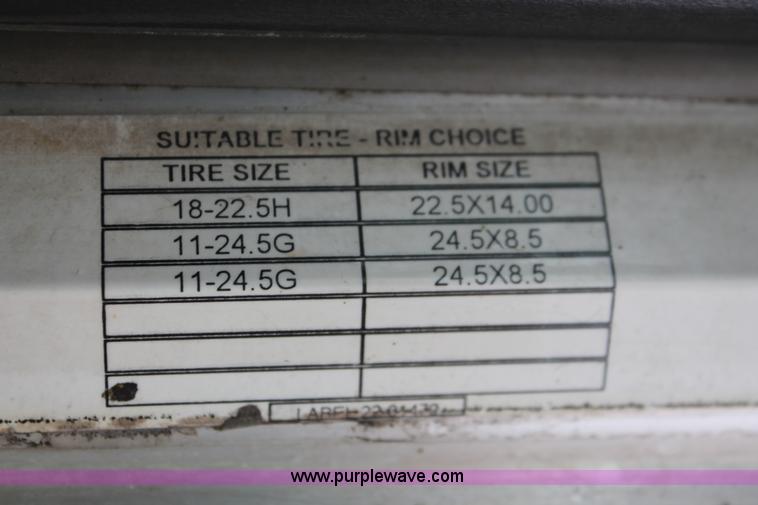 SUITABLE TIRE - RIM CHOICE
TIRE SIZE RIM SIZE
18-22.5H 22.5X14.00
11-24.5G 24.5X8.5
11-24.5G 24.5X8.5
LABEL
www.purplewave.com